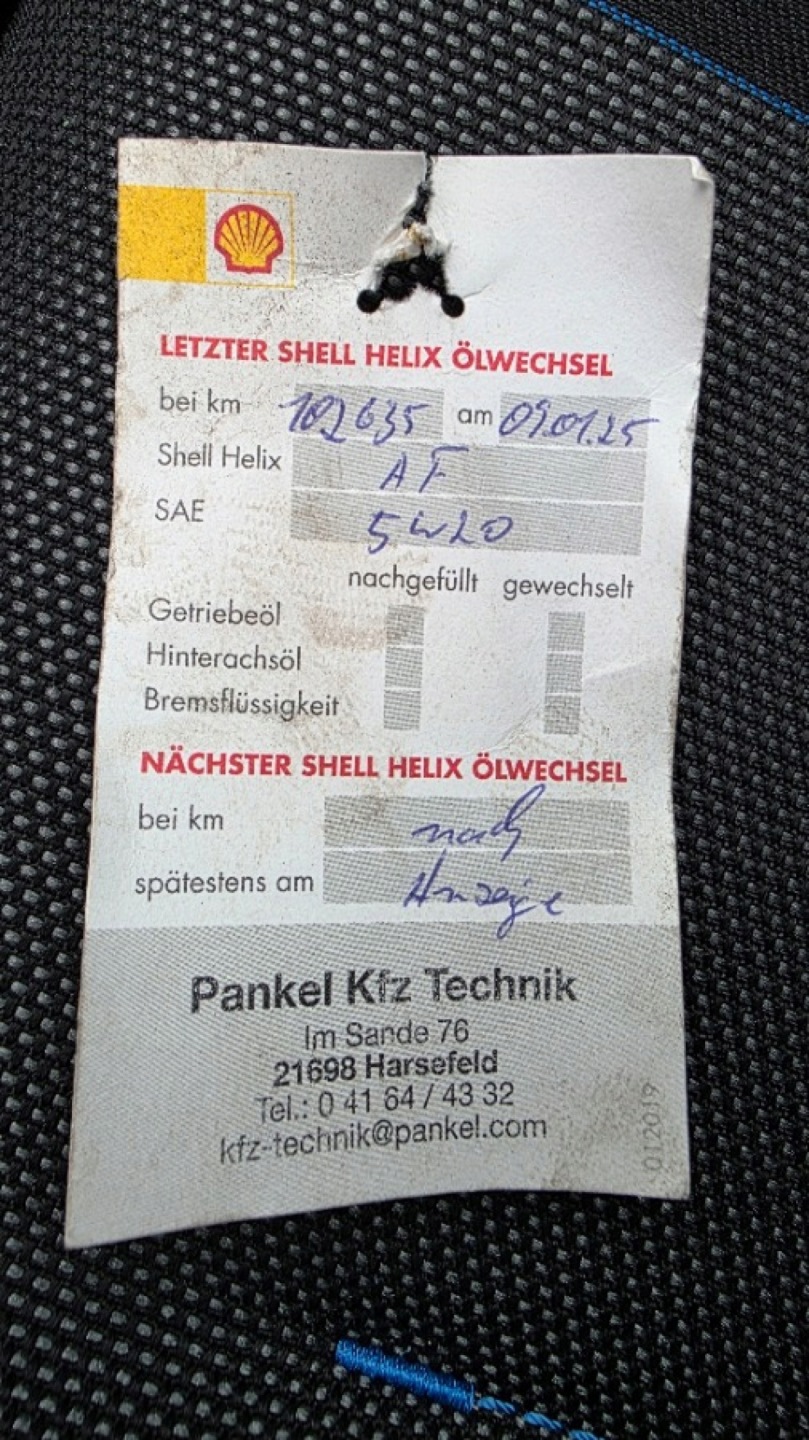 LETZTER SHELL HELIX ÖLWECHSEL
bei km 102635 am 09.01.25
Shell Helix AF
SAE 5W20
nachgefüllt gewechselt
Getriebeöl
Hinterachsöl
Bremsflüssigkeit
NÄCHSTER SHELL HELIX ÖLWECHSEL
bei km nach
spätestens am Anzeige
Pankel Kfz Technik
Im Sande 76
21698 Harsefeld
Tel.: 0 41 64 / 43 32
kfz-technik@pankel.com
012019